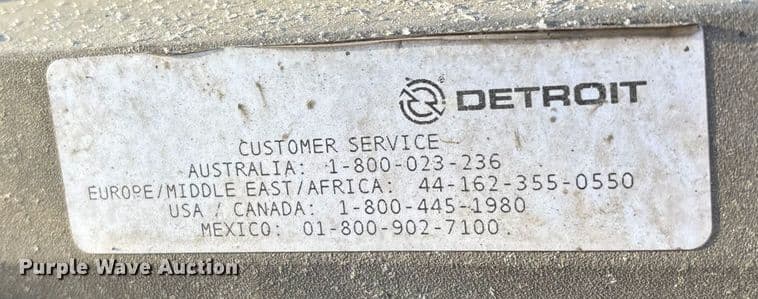 DETROIT
CUSTOMER SERVICE
AUSTRALIA: 1-800-023-236
EUROPE/MIDDLE EAST/AFRICA: 44-162-355-0550
USA / CANADA: 1-800-445-1980
MEXICO: 01-800-902-7100
Purple Wave Auction